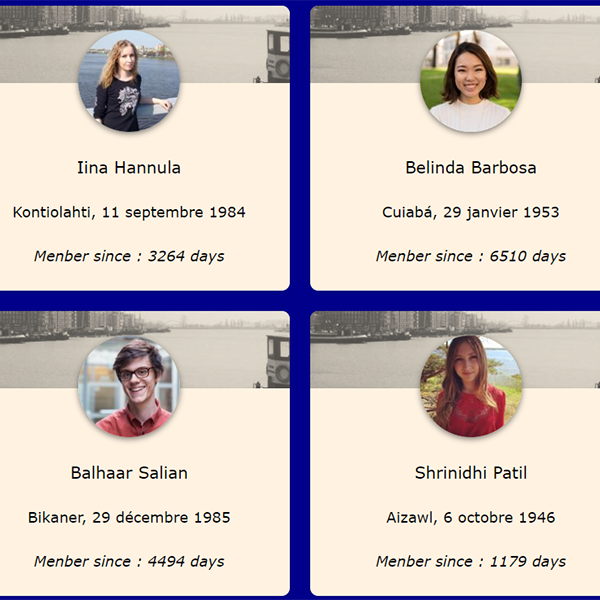 Iina Hannula
Kontiolahti, 11 septembre 1984
Menber since : 3264 days
Belinda Barbosa
Cuiabá, 29 janvier 1953
Menber since : 6510 days
Balhaar Salian
Bikaner, 29 décembre 1985
Menber since : 4494 days
Shrinidhi Patil
Aizawl, 6 octobre 1946
Menber since : 1179 days